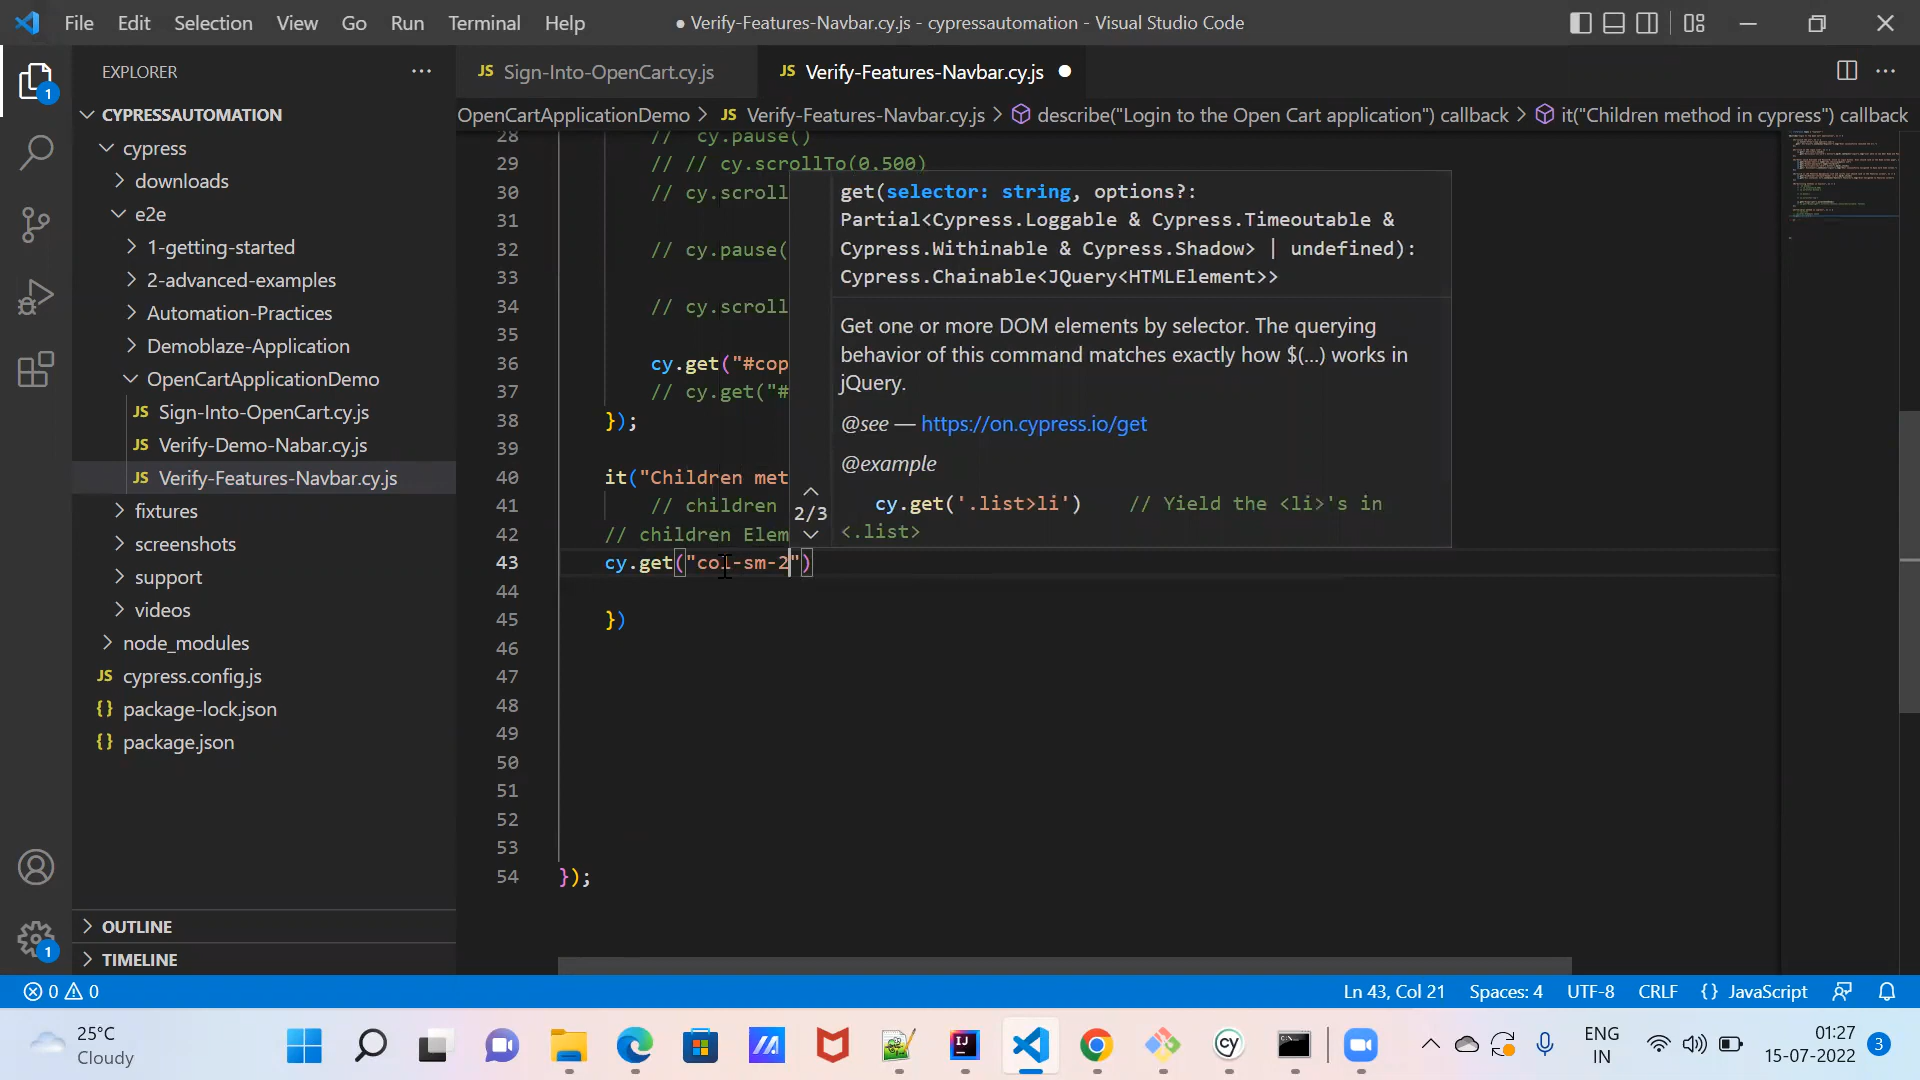 File Edit Selection View Go Run Terminal Help
● Verify-Features-Navbar.cy.js - cypressautomation - Visual Studio Code
EXPLORER
JS Sign-Into-OpenCart.cy.js
JS Verify-Features-Navbar.cy.js
CYPRESSAUTOMATION
OpenCartApplicationDemo > JS Verify-Features-Navbar.cy.js > describe("Login to the Open Cart application") callback > it("Children method in cypress") callback
cypress
downloads
e2e
1-getting-started
2-advanced-examples
Automation-Practices
Demoblaze-Application
OpenCartApplicationDemo
JS Sign-Into-OpenCart.cy.js
JS Verify-Demo-Nabar.cy.js
JS Verify-Features-Navbar.cy.js
fixtures
screenshots
support
videos
node_modules
JS cypress.config.js
{} package-lock.json
{} package.json
OUTLINE
TIMELINE
1
1
28 // cy.pause()
29 // // cy.scrollTo(0.500)
30 // cy.scroll
31
32 // cy.pause(
33
34 // cy.scroll
35
36 cy.get("#cop
37 // cy.get("#
38 });
39
40 it("Children met
41 // children
42 // children Elem
43 cy.get("col-sm-2")
44
45 })
46
47
48
49
50
51
52
53
54 });
get(selector: string, options?:
Partial<Cypress.Loggable & Cypress.Timeoutable &
Cypress.Withinable & Cypress.Shadow> | undefined):
Cypress.Chainable<JQuery<HTMLElement>>
Get one or more DOM elements by selector. The querying
behavior of this command matches exactly how $(...) works in
jQuery.
@see — https://on.cypress.io/get
@example
cy.get('.list>li') // Yield the <li>'s in
<.list>
2/3
0 0
Ln 43, Col 21 Spaces: 4 UTF-8 CRLF {} JavaScript
25°C
Cloudy
IJ
cy
ENG
IN
01:27
15-07-2022
3